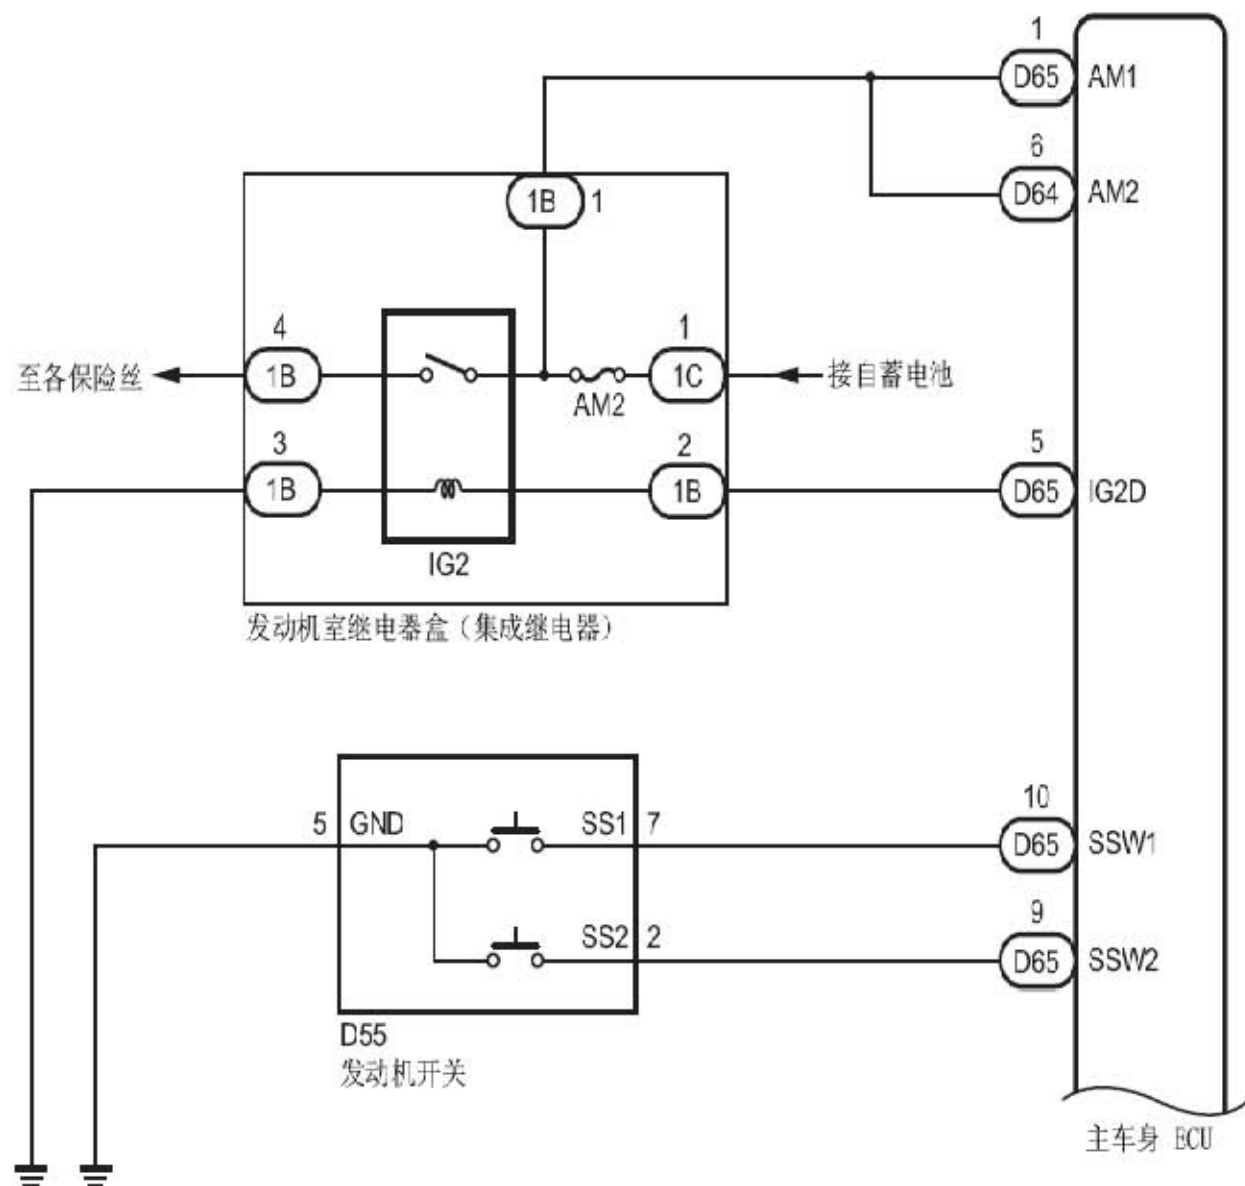 1
D65 AM1
6
D64 AM2
1B 1
4
1
至各保险丝 1B 1C 接自蓄电池
AM2
3
2
5
1B 1B D65 IG2D
IG2
发动机室继电器盒（集成继电器）
10
5 GND SS1 7 D65 SSW1
9
SS2 2 D65 SSW2
D55
发动机开关
主车身 ECU